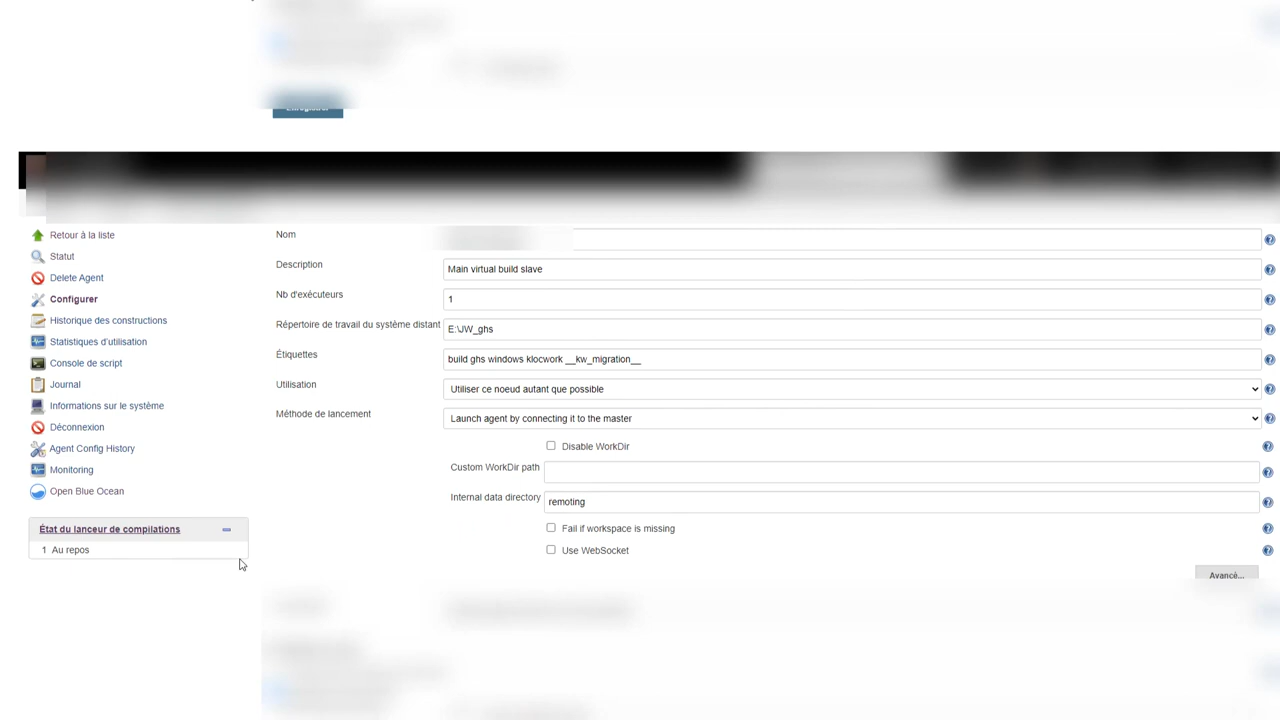 Retour à la liste
Statut
Delete Agent
Configurer
Historique des constructions
Statistiques d'utilisation
Console de script
Journal
Informations sur le système
Déconnexion
Agent Config History
Monitoring
Open Blue Ocean
État du lanceur de compilations
1 Au repos
Nom
Description Main virtual build slave
Nb d'exécuteurs 1
Répertoire de travail du système distant E:\JW_ghs
Étiquettes build ghs windows klocwork __kw_migration__
Utilisation Utiliser ce noeud autant que possible
Méthode de lancement Launch agent by connecting it to the master
Disable WorkDir
Custom WorkDir path
Internal data directory remoting
Fail if workspace is missing
Use WebSocket
Avancé...